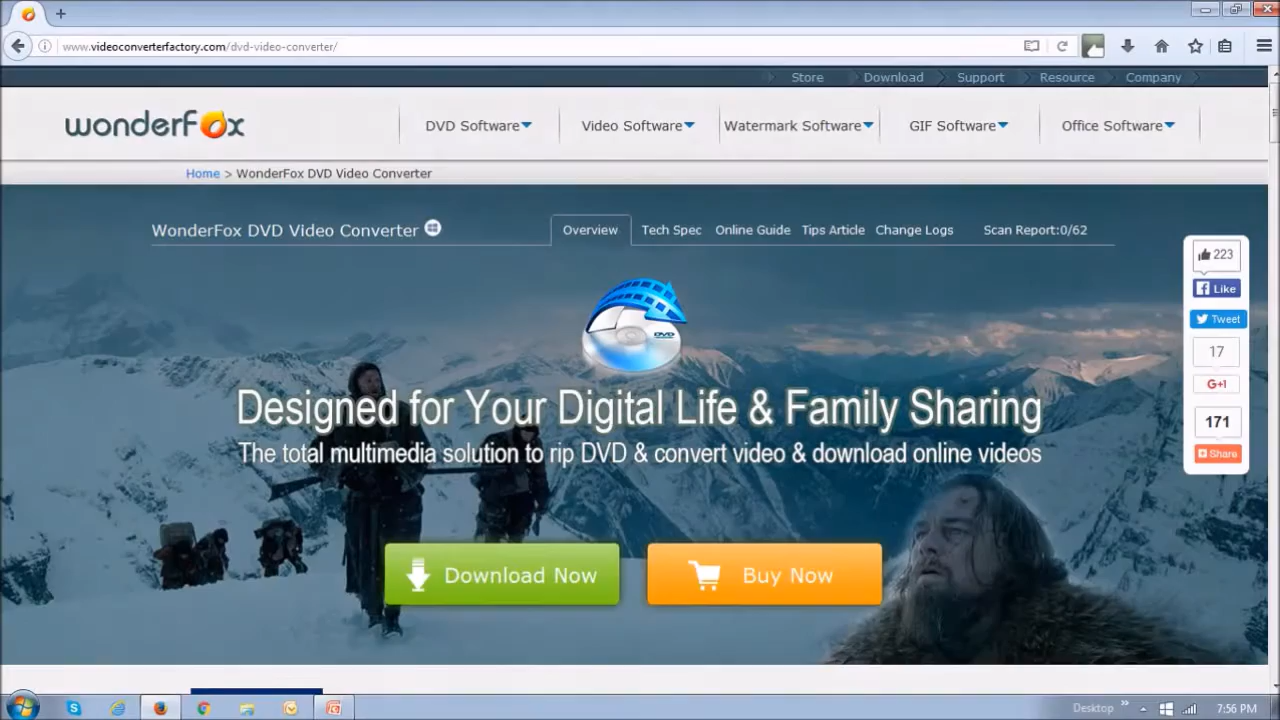 www.videoconverterfactory.com/dvd-video-converter/
Store Download Support Resource Company
wonderFox
DVD Software Video Software Watermark Software GIF Software Office Software
Home > WonderFox DVD Video Converter
WonderFox DVD Video Converter
Overview Tech Spec Online Guide Tips Article Change Logs Scan Report:0/62
223
Like
Tweet
17
G+1
171
Share
DVD
Designed for Your Digital Life & Family Sharing
The total multimedia solution to rip DVD & convert video & download online videos
Download Now Buy Now
Desktop 7:56 PM